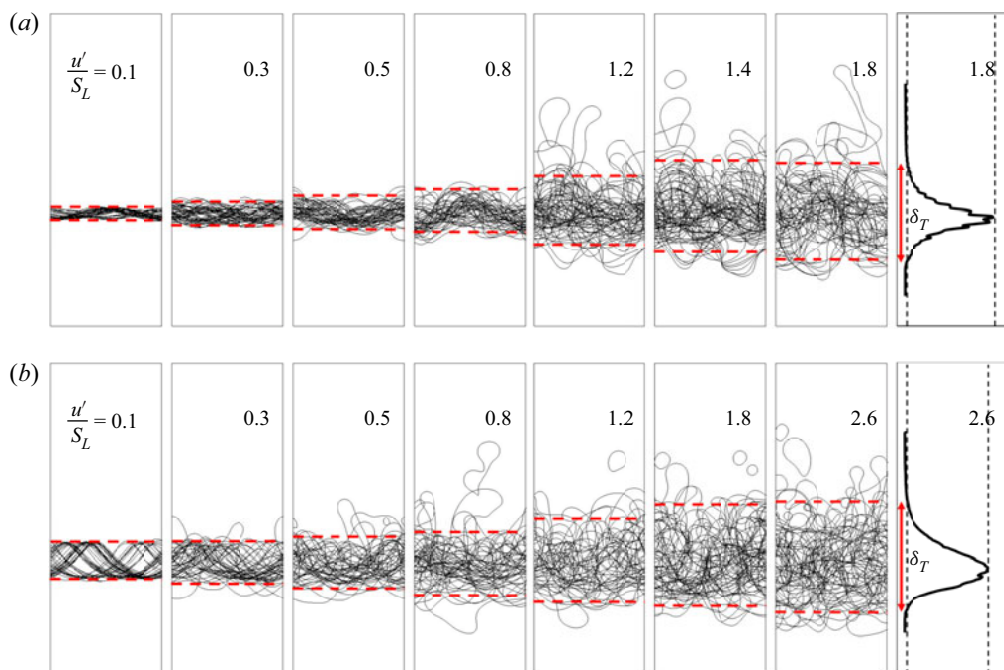 (a)
u′/S_L = 0.1 0.3 0.5 0.8 1.2 1.4 1.8 1.8
δ_T
(b)
u′/S_L = 0.1 0.3 0.5 0.8 1.2 1.8 2.6 2.6
δ_T